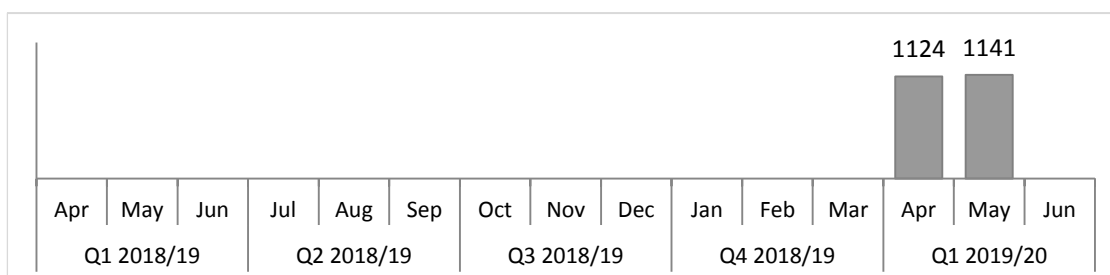 1124 1141
Apr May Jun Jul Aug Sep Oct Nov Dec Jan Feb Mar Apr May Jun
Q1 2018/19 Q2 2018/19 Q3 2018/19 Q4 2018/19 Q1 2019/20